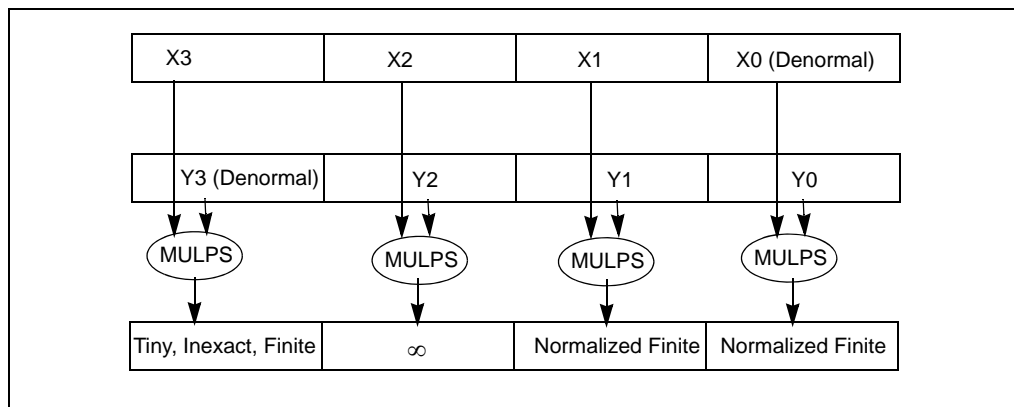 X3 X2 X1 X0 (Denormal)
Y3 (Denormal) Y2 Y1 Y0
MULPS MULPS MULPS MULPS
Tiny, Inexact, Finite ∞ Normalized Finite Normalized Finite